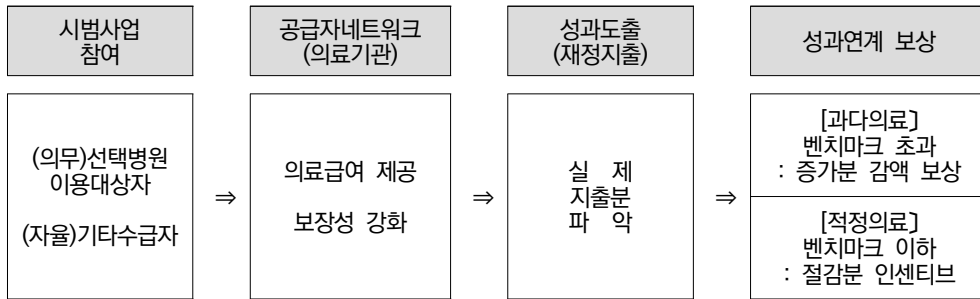 시범사업
참여
공급자네트워크
(의료기관)
성과도출
(재정지출)
성과연계 보상
(의무)선택병원
이용대상자
(자율)기타수급자
⇒
의료급여 제공
보장성 강화
⇒
실 제
지출분
파 악
⇒
[과다의료]
벤치마크 초과
: 증가분 감액 보상
[적정의료]
벤치마크 이하
: 절감분 인센티브